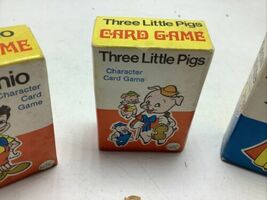 Three Little Pigs
CARD GAME
Three Little Pigs
Character
Card Game
GAME
nio
Character
Card
Game